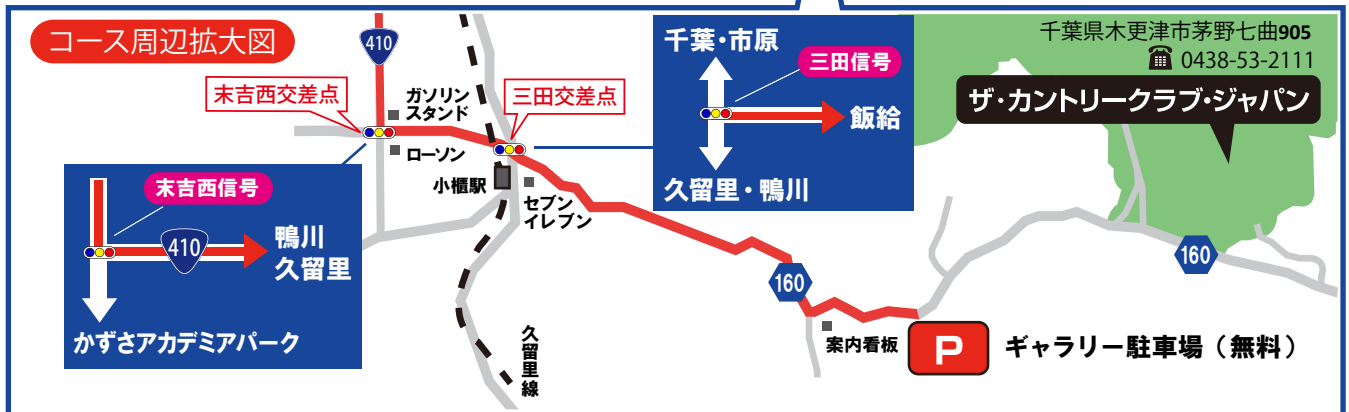 コース周辺拡大図
410
末吉西交差点
ガソリン
スタンド
ローソン
三田交差点
小櫃駅
セブン
イレブン
末吉西信号
410
鴨川
久留里
かずさアカデミアパーク
千葉・市原
三田信号
飯給
久留里・鴨川
千葉県木更津市茅野七曲905
☎ 0438-53-2111
ザ・カントリークラブ・ジャパン
160
160
久留里線
案内看板
P
ギャラリー駐車場（無料）